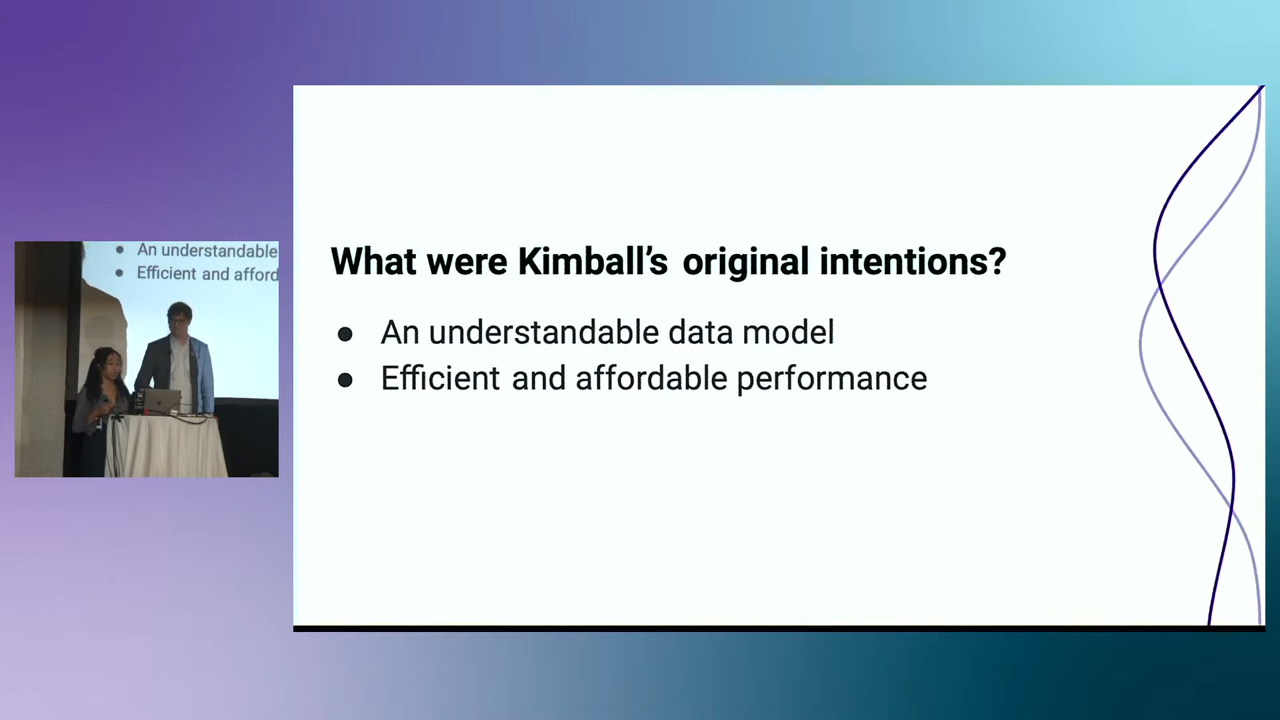 What were Kimball's original intentions?
● An understandable data model
● Efficient and affordable performance
● An understandable
● Efficient and afford